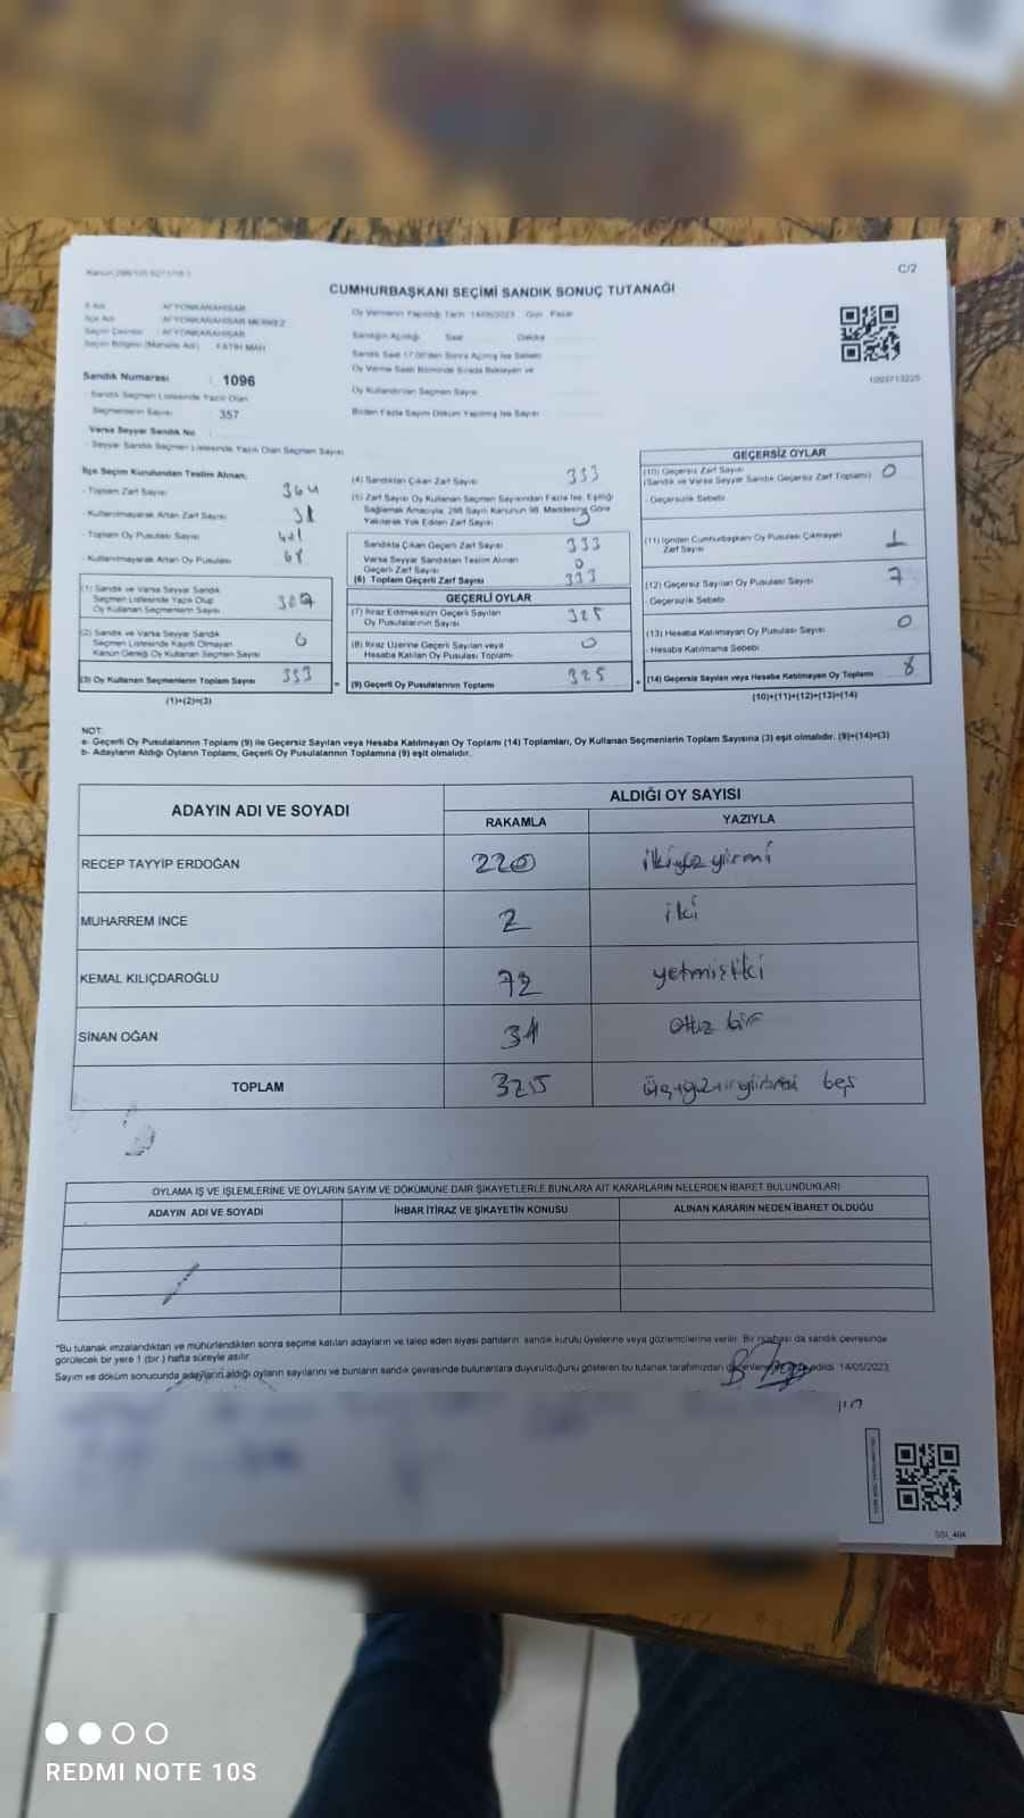 C/2
CUMHURBAŞKANI SEÇİMİ SANDIK SONUÇ TUTANAĞI
İl Adı : AFYONKARAHİSAR
İlçe Adı : AFYONKARAHİSAR MERKEZ
Seçim Çevresi : AFYONKARAHİSAR
Seçim Bölgesi (Muhtarlık Adı) : FATİH MAH.
Oy Vermenin Yapıldığı Tarih: 14/05/2023 Gün: Pazar
Sandığın Açıldığı Saat Dakika
Sandık Saat 17:00'den Sonra Açılmış İse Sebebi
Oy Verme Saati Bitiminde Sırada Bekleyen ve
Oy Kullandırılan Seçmen Sayısı
Birden Fazla Sayım Döküm Yapılmış İse Sayısı
Sandık Numarası : 1096
Sandık Seçmen Listesinde Yazılı Olan
Seçmenlerin Sayısı 357
Varsa Seyyar Sandık No
- Seyyar Sandık Seçmen Listesinde Yazılı Olan Seçmen Sayısı
İlçe Seçim Kurulundan Teslim Alınan;
- Toplam Zarf Sayısı 364
- Kullanılmayarak Artan Zarf Sayısı 31
- Toplam Oy Pusulası Sayısı
- Kullanılmayarak Artan Oy Pusulası 68
(1) Sandık ve Varsa Seyyar Sandık
Seçmen Listesinde Yazılı Olup
Oy Kullanan Seçmenlerin Sayısı
(2) Sandık ve Varsa Seyyar Sandık
Seçmen Listesinde Kayıtlı Olmayan
Kanun Gereği Oy Kullanan Seçmen Sayısı
(3) Oy Kullanan Seçmenlerin Toplam Sayısı 333
(1)+(2)=(3)
(4) Sandıktan Çıkan Zarf Sayısı 333
(5) Zarf Sayısı Oy Kullanan Seçmen Sayısından Fazla İse, Eşitliği
Sağlamak Amacıyla, 298 Sayılı Kanunun 98. Maddesine Göre
Yakılarak Yok Edilen Zarf Sayısı
Sandıkta Çıkan Geçerli Zarf Sayısı 333
Varsa Seyyar Sandıktan Teslim Alınan
Geçerli Zarf Sayısı 0
(6) Toplam Geçerli Zarf Sayısı 333
GEÇERLİ OYLAR
(7) İtiraz Edilmeksizin Geçerli Sayılan
Oy Pusulalarının Sayısı 325
(8) İtiraz Üzerine Geçerli Sayılan veya
Hesaba Katılan Oy Pusulası Toplamı 0
(9) Geçerli Oy Pusulalarının Toplamı 325
GEÇERSİZ OYLAR
(10) Geçersiz Zarf Sayısı
(Sandık ve Varsa Seyyar Sandık Geçersiz Zarf Toplamı) 0
- Geçersizlik Sebebi
(11) İçinden Cumhurbaşkanı Oy Pusulası Çıkmayan
Zarf Sayısı 1
(12) Geçersiz Sayılan Oy Pusulası Sayısı 7
- Geçersizlik Sebebi
(13) Hesaba Katılmayan Oy Pusulası Sayısı 0
- Hesaba Katılmama Sebebi
(14) Geçersiz Sayılan veya Hesaba Katılmayan Oy Toplamı 8
(10)+(11)+(12)+(13)=(14)
NOT:
a- Geçerli Oy Pusulalarının Toplamı (9) ile Geçersiz Sayılan veya Hesaba Katılmayan Oy Toplamı (14) Toplamları, Oy Kullanan Seçmenlerin Toplam Sayısına (3) eşit olmalıdır. (9)+(14)=(3)
b- Adayların Aldığı Oyların Toplamı, Geçerli Oy Pusulalarının Toplamına (9) eşit olmalıdır.
ADAYIN ADI VE SOYADI
ALDIĞI OY SAYISI
RAKAMLA YAZIYLA
RECEP TAYYİP ERDOĞAN 220 ikiyüz yirmi
MUHARREM İNCE 2 iki
KEMAL KILIÇDAROĞLU 72 yetmişiki
SİNAN OĞAN 31 otuz bir
TOPLAM 325 üçyüz yirmi beş
OYLAMA İŞ VE İŞLEMLERİNE VE OYLARIN SAYIM VE DÖKÜMÜNE DAİR ŞİKAYETLERLE BUNLARA AİT KARARLARIN NELERDEN İBARET BULUNDUKLARI
ADAYIN ADI VE SOYADI İHBAR İTİRAZ VE ŞİKAYETİN KONUSU ALINAN KARARIN NEDEN İBARET OLDUĞU
"Bu tutanak imzalandıktan ve mühürlendikten sonra seçime katılan adayların ve talep eden siyasi partilerin sandık kurulu üyelerine veya gözlemcilerine verilir. Bir nüshası da sandık çevresinde
görülecek bir yere 1 (bir) hafta süreyle asılır.
Sayım ve döküm sonucunda adayların aldığı oyların sayılarını ve bunların sandık çevresinde bulunanlara duyurulduğunu gösteren bu tutanak tarafımızdan edildi. 14/05/2023
REDMI NOTE 10S